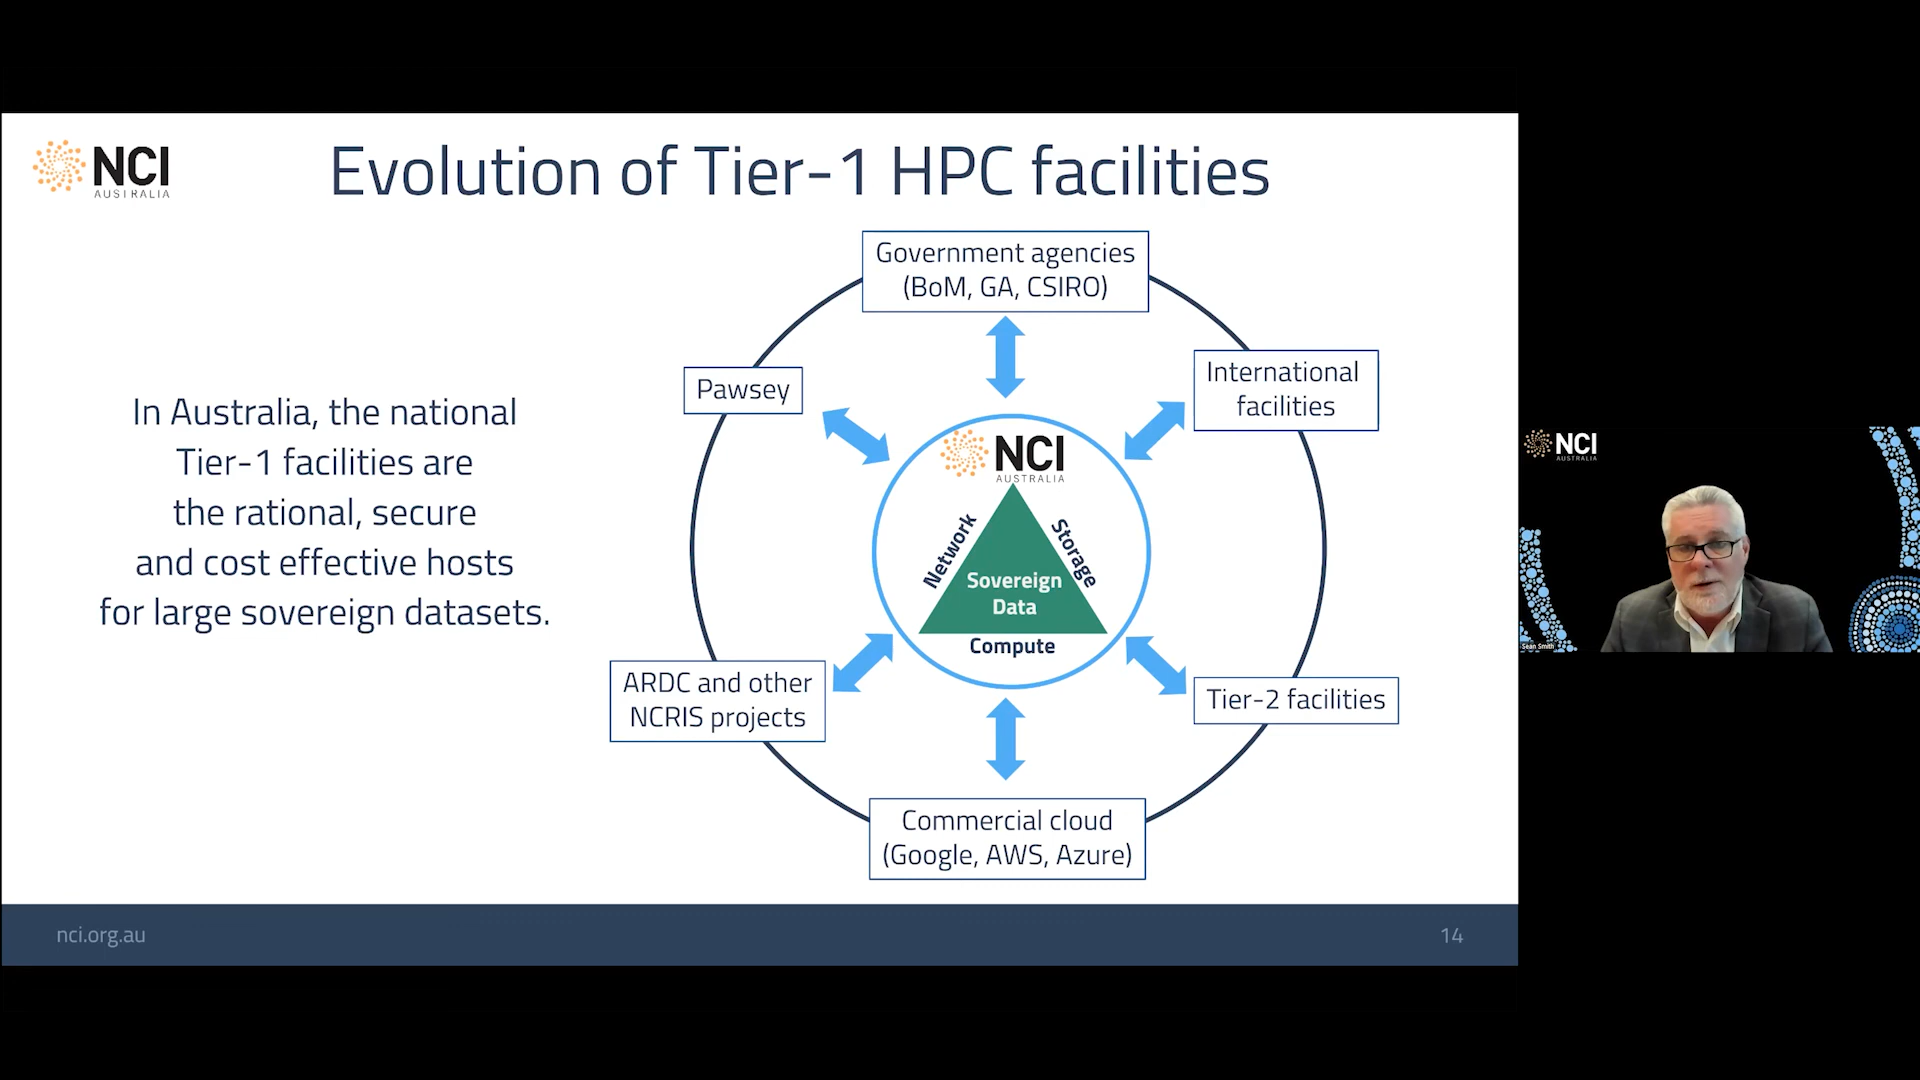 NCI
AUSTRALIA
Evolution of Tier-1 HPC facilities
In Australia, the national
Tier-1 facilities are
the rational, secure
and cost effective hosts
for large sovereign datasets.
Government agencies
(BoM, GA, CSIRO)
Pawsey
International
facilities
NCI
AUSTRALIA
Network
Storage
Sovereign
Data
Compute
ARDC and other
NCRIS projects
Tier-2 facilities
Commercial cloud
(Google, AWS, Azure)
nci.org.au
14
NCI
AUSTRALIA
Sean Smith